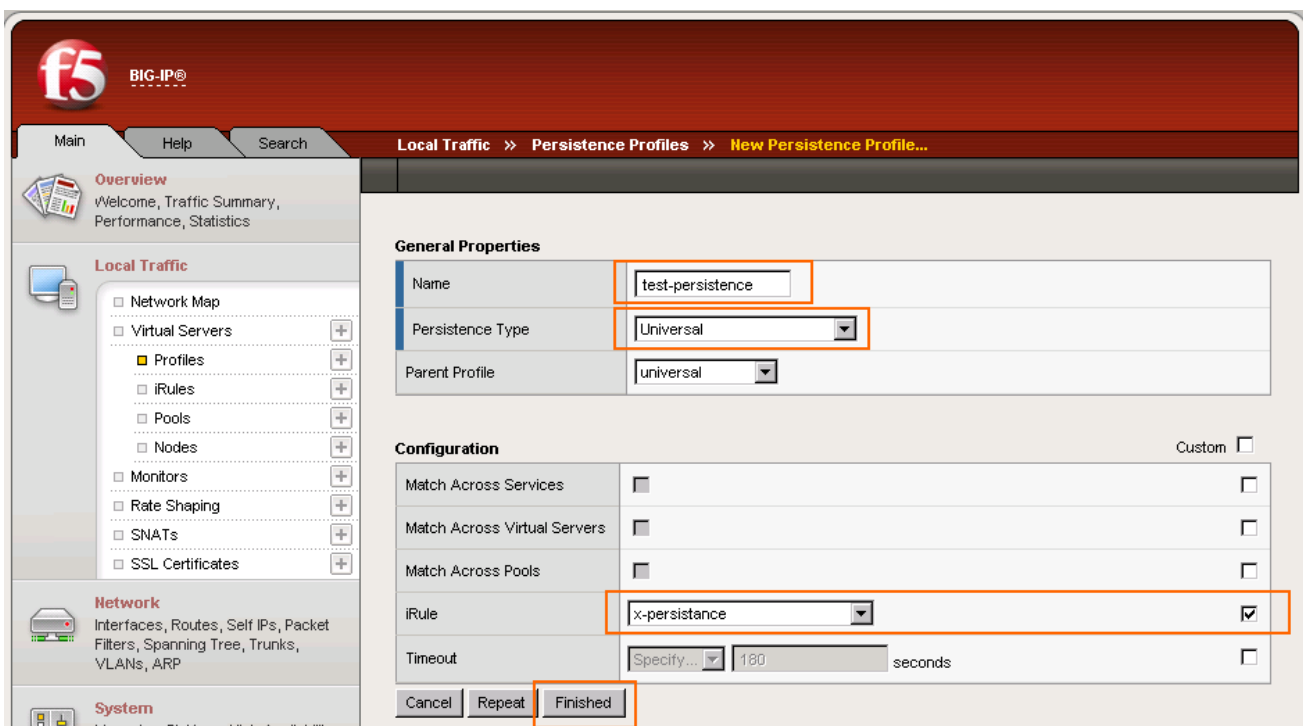 f5
BIG-IP®
Main
Help
Search
Local Traffic » Persistence Profiles » New Persistence Profile...
Overview
Welcome, Traffic Summary,
Performance, Statistics
Local Traffic
Network Map
Virtual Servers
Profiles
iRules
Pools
Nodes
Monitors
Rate Shaping
SNATs
SSL Certificates
Network
Interfaces, Routes, Self IPs, Packet
Filters, Spanning Tree, Trunks,
VLANs, ARP
System
General Properties
Name
test-persistence
Persistence Type
Universal
Parent Profile
universal
Configuration
Custom
Match Across Services
Match Across Virtual Servers
Match Across Pools
iRule
x-persistance
Timeout
Specify...
180
seconds
Cancel
Repeat
Finished